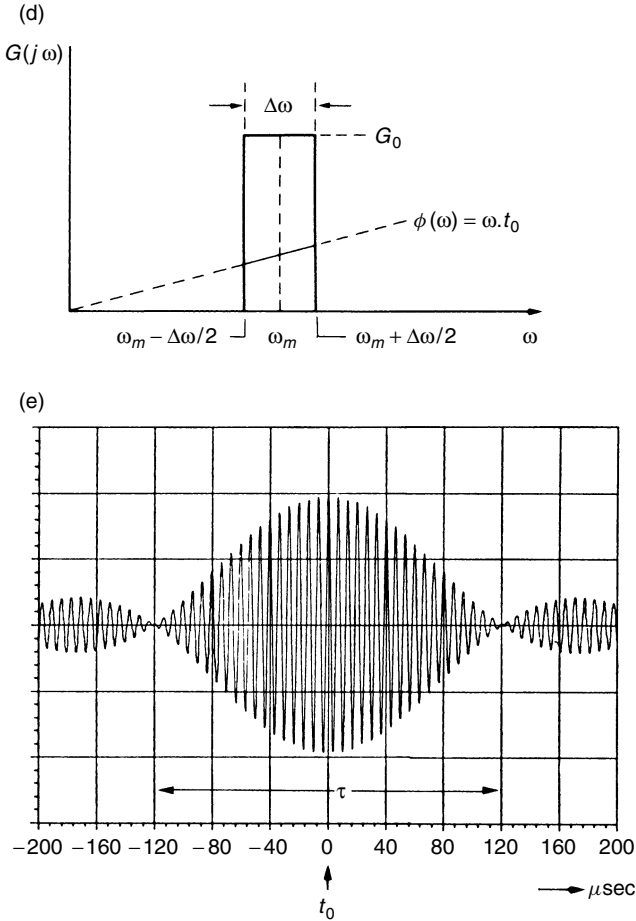 (d)
G(jω)
Δω
G₀
ϕ(ω) = ω.t₀
ωₘ − Δω/2
ωₘ
ωₘ + Δω/2
ω
(e)
τ
−200 −160 −120 −80 −40 0 40 80 120 160 200
μsec
t₀